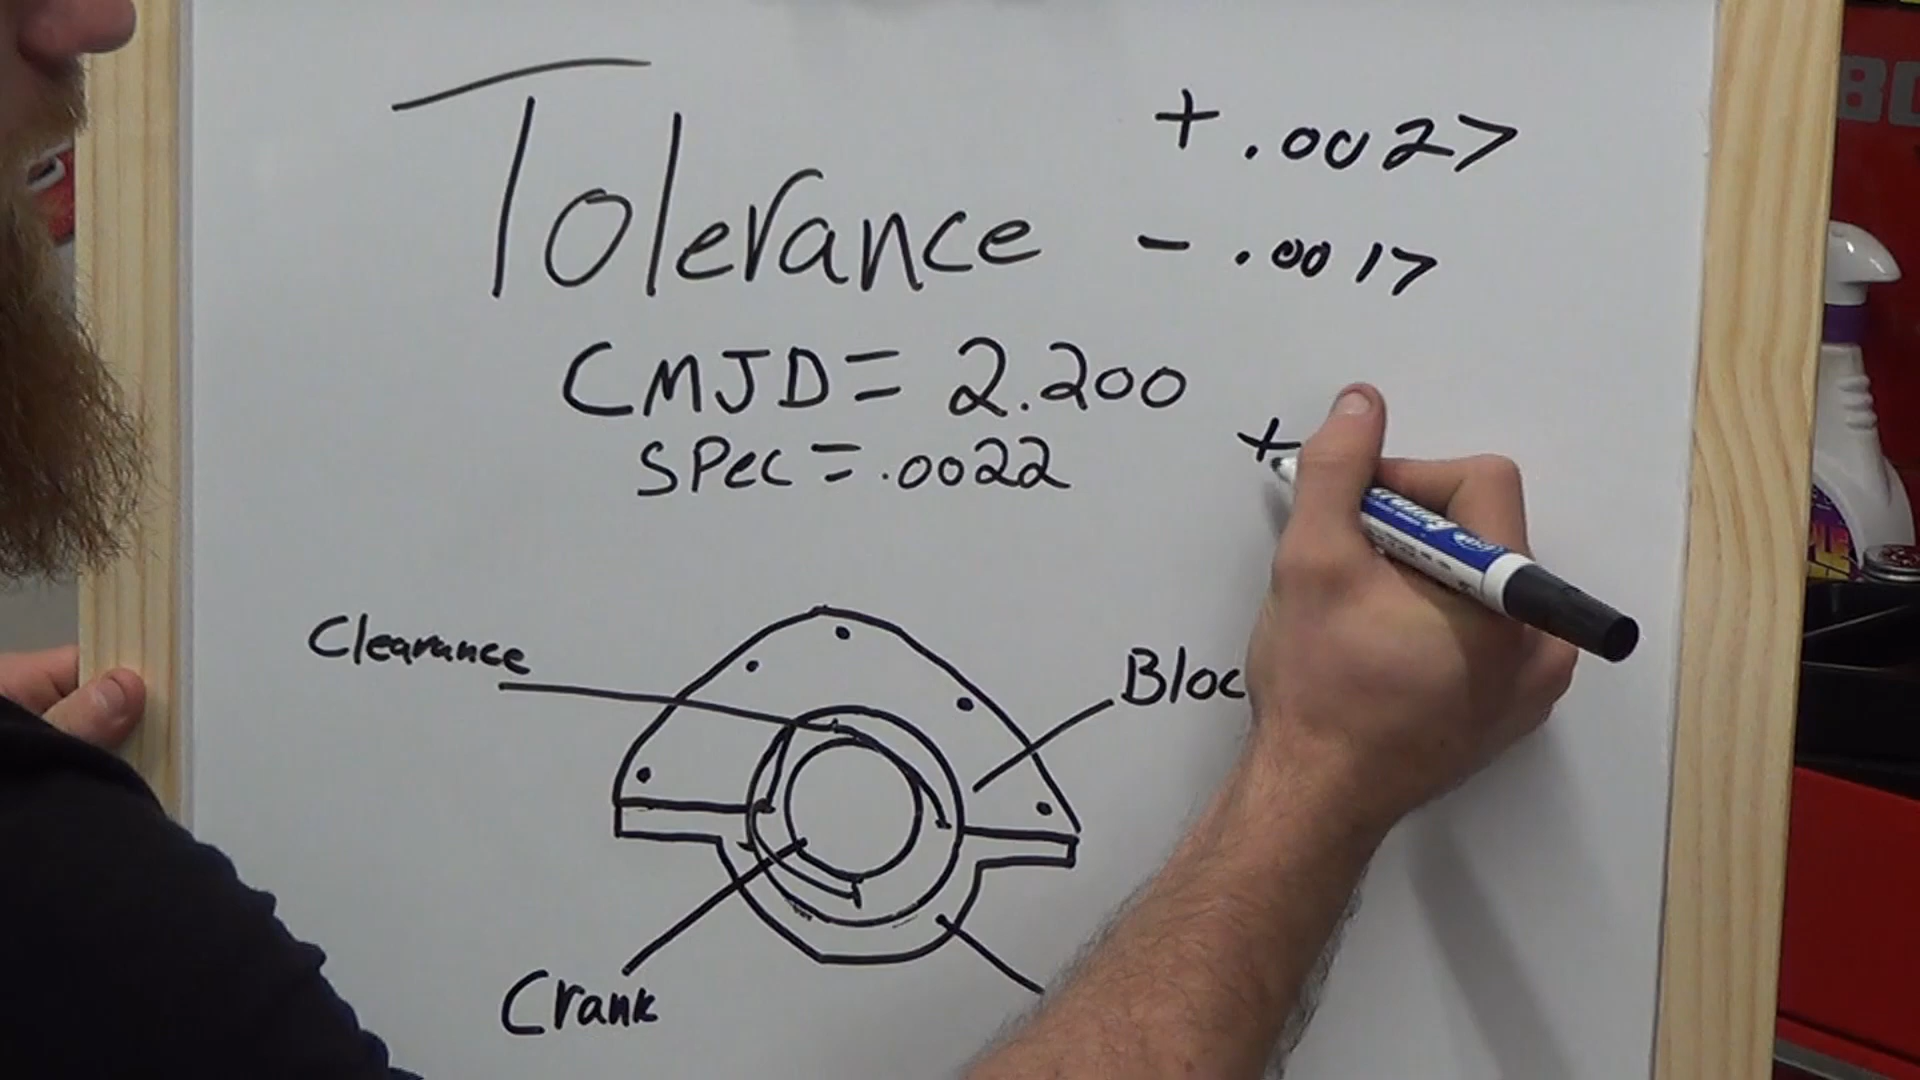 Tolerance
+ .0027
- .0017
CMJD = 2.200
SPEC = .0022
+
Clearance
Bloc
Crank